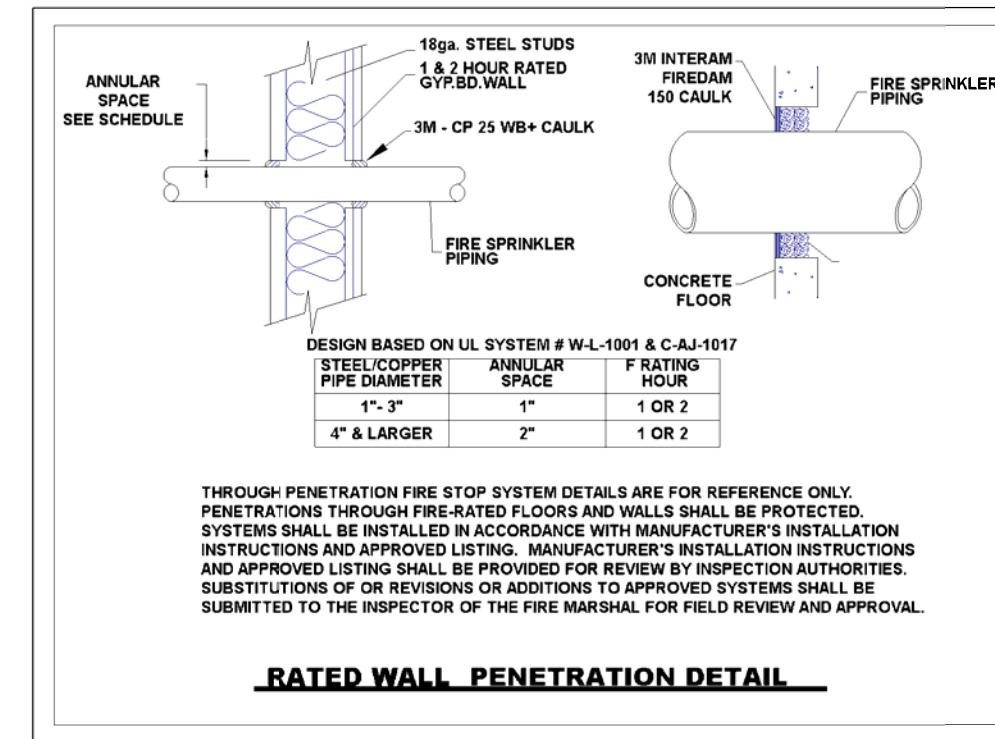 18ga. STEEL STUDS
1 & 2 HOUR RATED
GYP.BD.WALL
ANNULAR
SPACE
SEE SCHEDULE
3M - CP 25 WB+ CAULK
FIRE SPRINKLER
PIPING
3M INTERAM
FIREDAM
150 CAULK
FIRE SPRINKLER
PIPING
CONCRETE
FLOOR
DESIGN BASED ON UL SYSTEM # W-L-1001 & C-AJ-1017
STEEL/COPPER PIPE DIAMETER ANNULAR SPACE F RATING HOUR
1"- 3" 1" 1 OR 2
4" & LARGER 2" 1 OR 2
THROUGH PENETRATION FIRE STOP SYSTEM DETAILS ARE FOR REFERENCE ONLY.
PENETRATIONS THROUGH FIRE-RATED FLOORS AND WALLS SHALL BE PROTECTED.
SYSTEMS SHALL BE INSTALLED IN ACCORDANCE WITH MANUFACTURER'S INSTALLATION
INSTRUCTIONS AND APPROVED LISTING. MANUFACTURER'S INSTALLATION INSTRUCTIONS
AND APPROVED LISTING SHALL BE PROVIDED FOR REVIEW BY INSPECTION AUTHORITIES.
SUBSTITUTIONS OF OR REVISIONS OR ADDITIONS TO APPROVED SYSTEMS SHALL BE
SUBMITTED TO THE INSPECTOR OF THE FIRE MARSHAL FOR FIELD REVIEW AND APPROVAL.
RATED WALL PENETRATION DETAIL